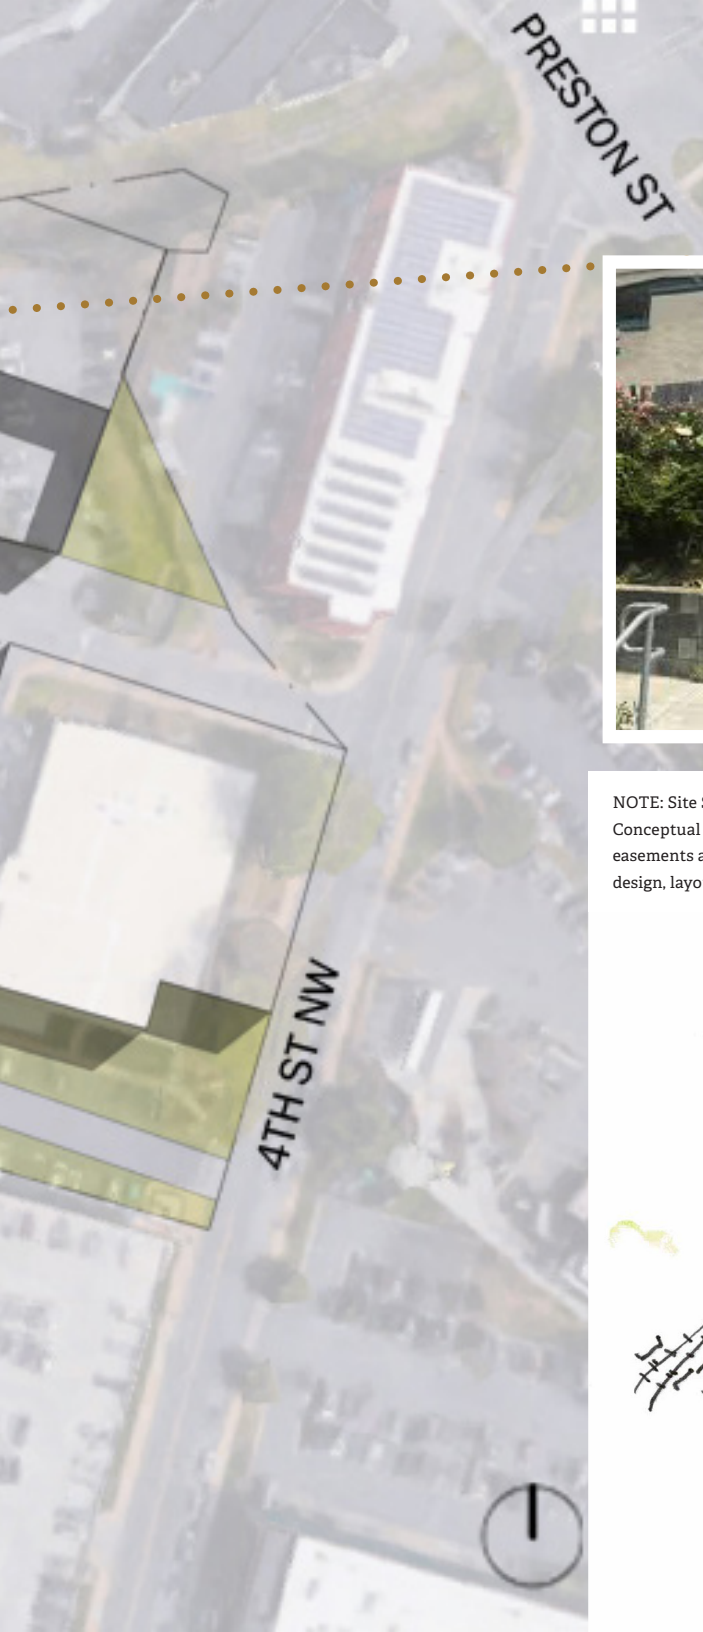 PRESTON ST
NOTE: Site
Conceptual
easements a
design, layo
4TH ST NW